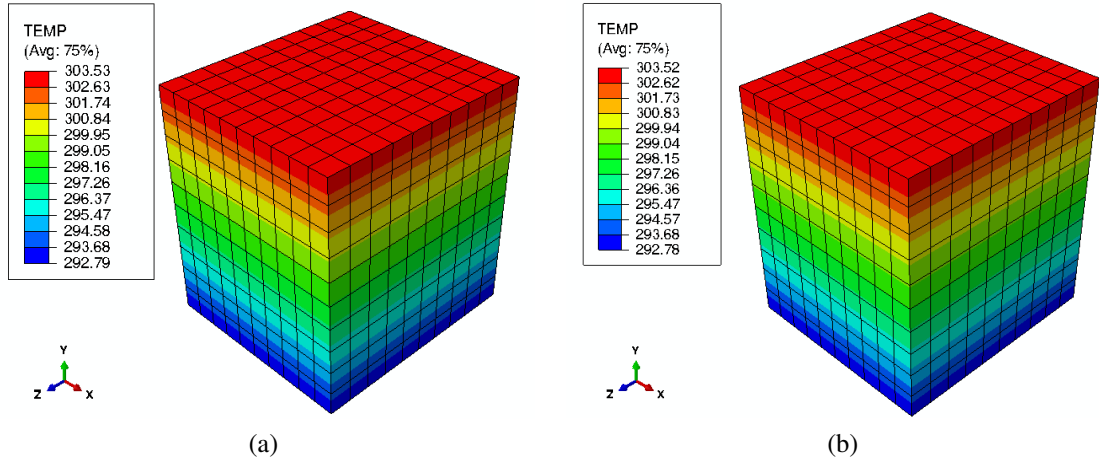 TEMP
(Avg: 75%)
303.53
302.63
301.74
300.84
299.95
299.05
298.16
297.26
296.37
295.47
294.58
293.68
292.79
Y
Z
X
(a)
TEMP
(Avg: 75%)
303.52
302.62
301.73
300.83
299.94
299.04
298.15
297.26
296.36
295.47
294.57
293.68
292.78
Y
Z
X
(b)